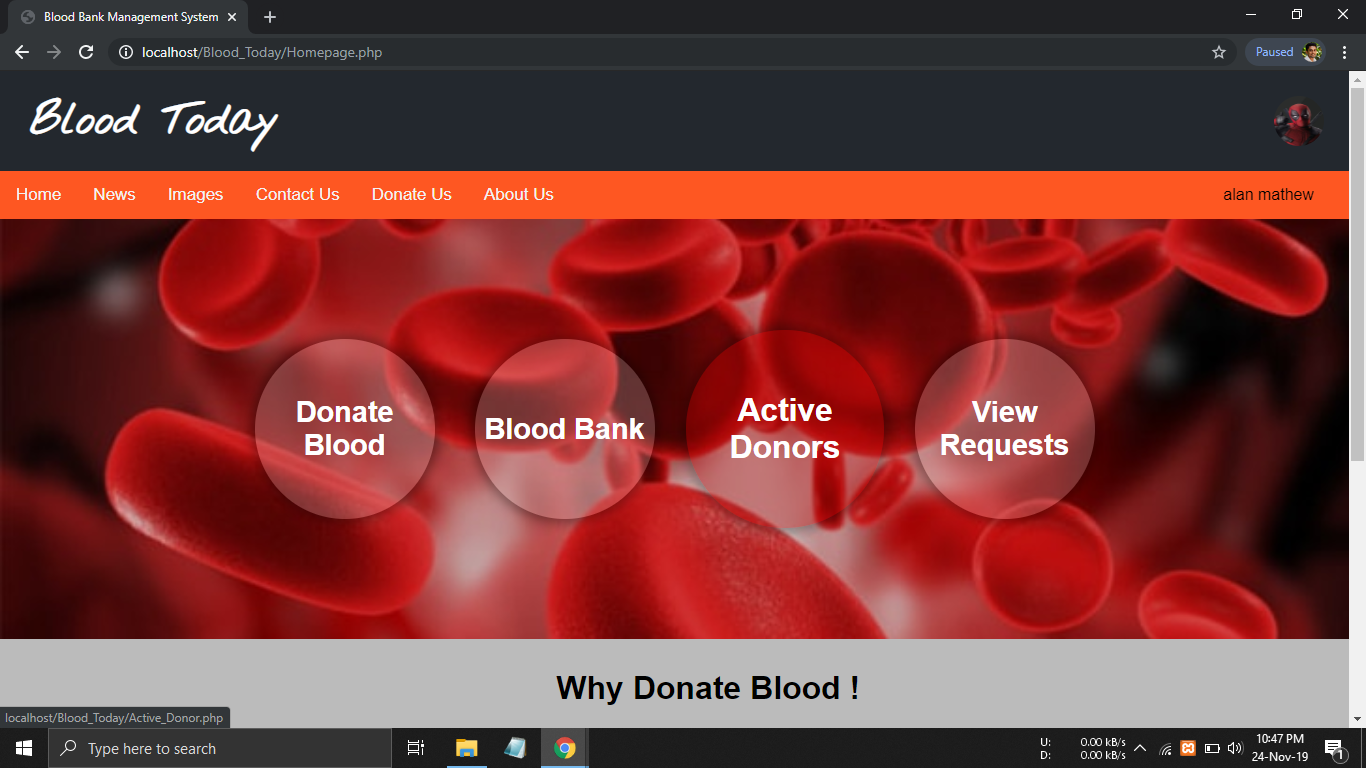 Blood Bank Management System
localhost/Blood_Today/Homepage.php
Paused
Blood Today
Home News Images Contact Us Donate Us About Us alan mathew
Donate
Blood
Blood Bank
Active
Donors
View
Requests
Why Donate Blood !
localhost/Blood_Today/Active_Donor.php
Type here to search
U: 0.00 kB/s
D: 0.00 kB/s
10:47 PM
24-Nov-19
1